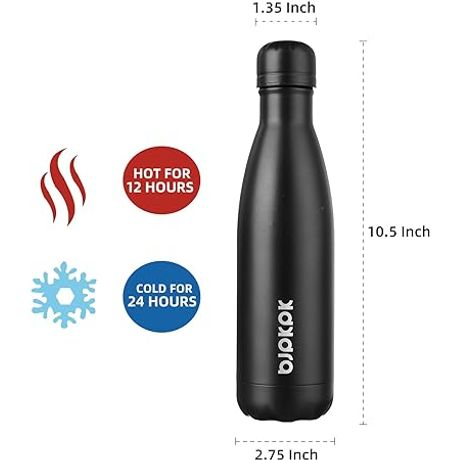 1.35 Inch
HOT FOR
12 HOURS
10.5 Inch
COLD FOR
24 HOURS
bjpkpk
2.75 Inch